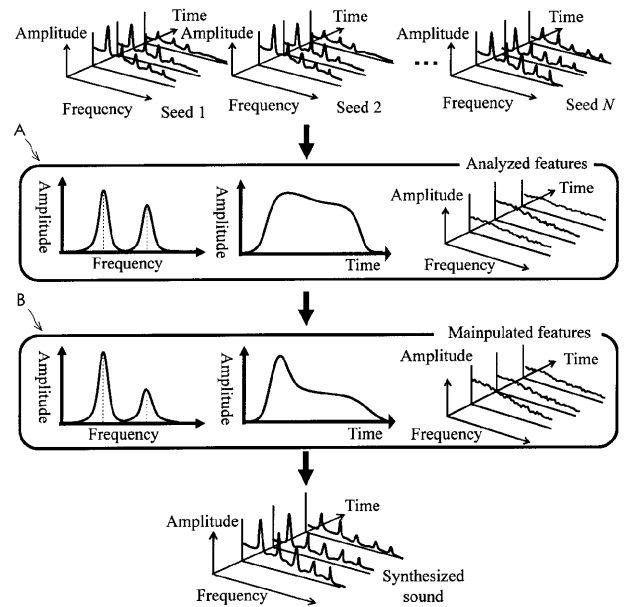 Amplitude
Time
Frequency
Seed 1
Amplitude
Time
Frequency
Seed 2
...
Amplitude
Time
Frequency
Seed N
A
Analyzed features
Amplitude
Frequency
Amplitude
Time
Amplitude
Time
Frequency
B
Mainpulated features
Amplitude
Frequency
Amplitude
Time
Amplitude
Time
Frequency
Amplitude
Time
Frequency
Synthesized
sound